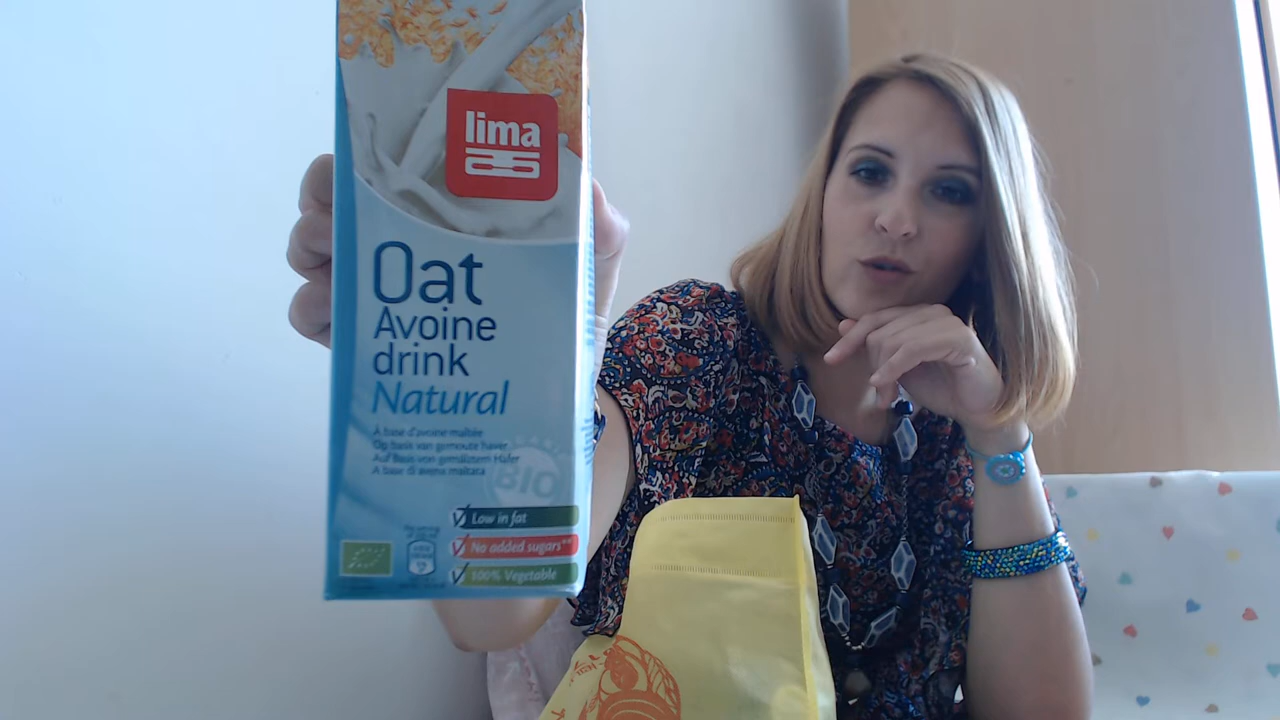 lima
Oat
Avoine
drink
Natural
À base d'avoine maltée
Op basis van gemoute haver
Auf Basis von gemälztem Hafer
A base di avena maltata
BIO
Low in fat
No added sugars**
100% Vegetable